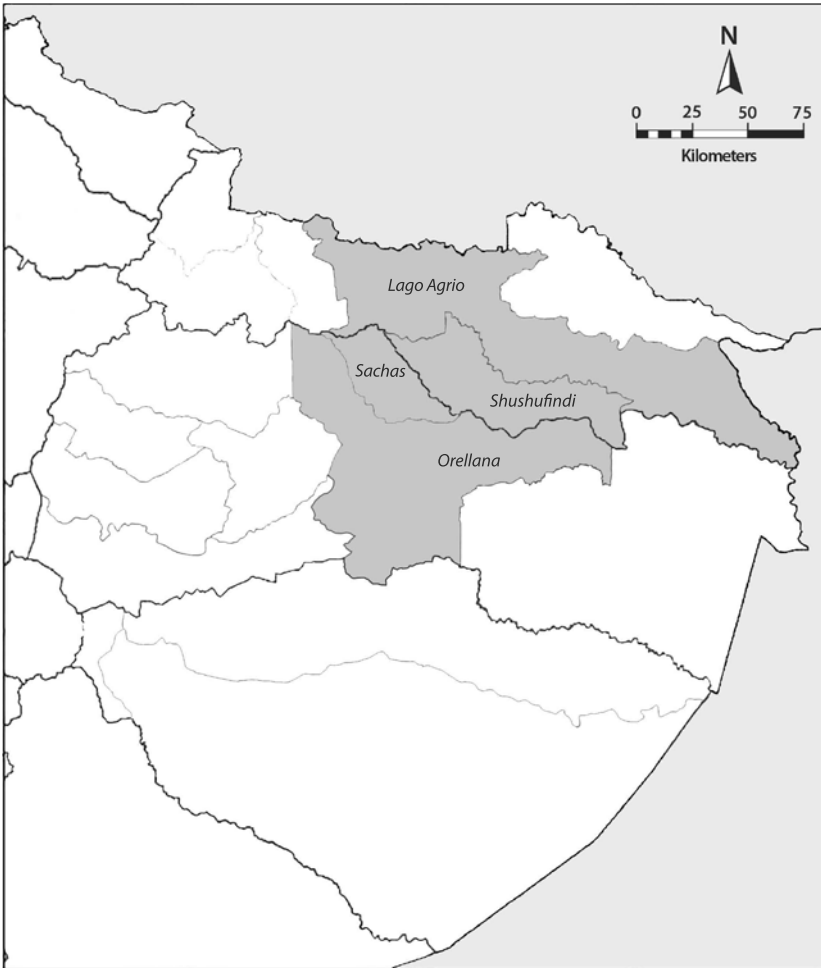 N
0 25 50 75
Kilometers
Lago Agrio
Sachas
Shushufindi
Orellana